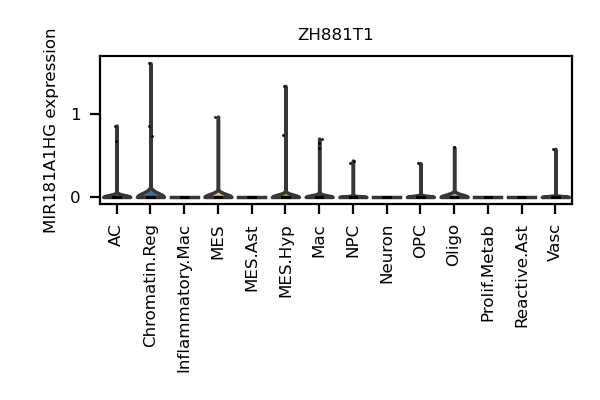 ZH881T1
MIR181A1HG expression
1
0
AC
Chromatin.Reg
Inflammatory.Mac
MES
MES.Ast
MES.Hyp
Mac
NPC
Neuron
OPC
Oligo
Prolif.Metab
Reactive.Ast
Vasc